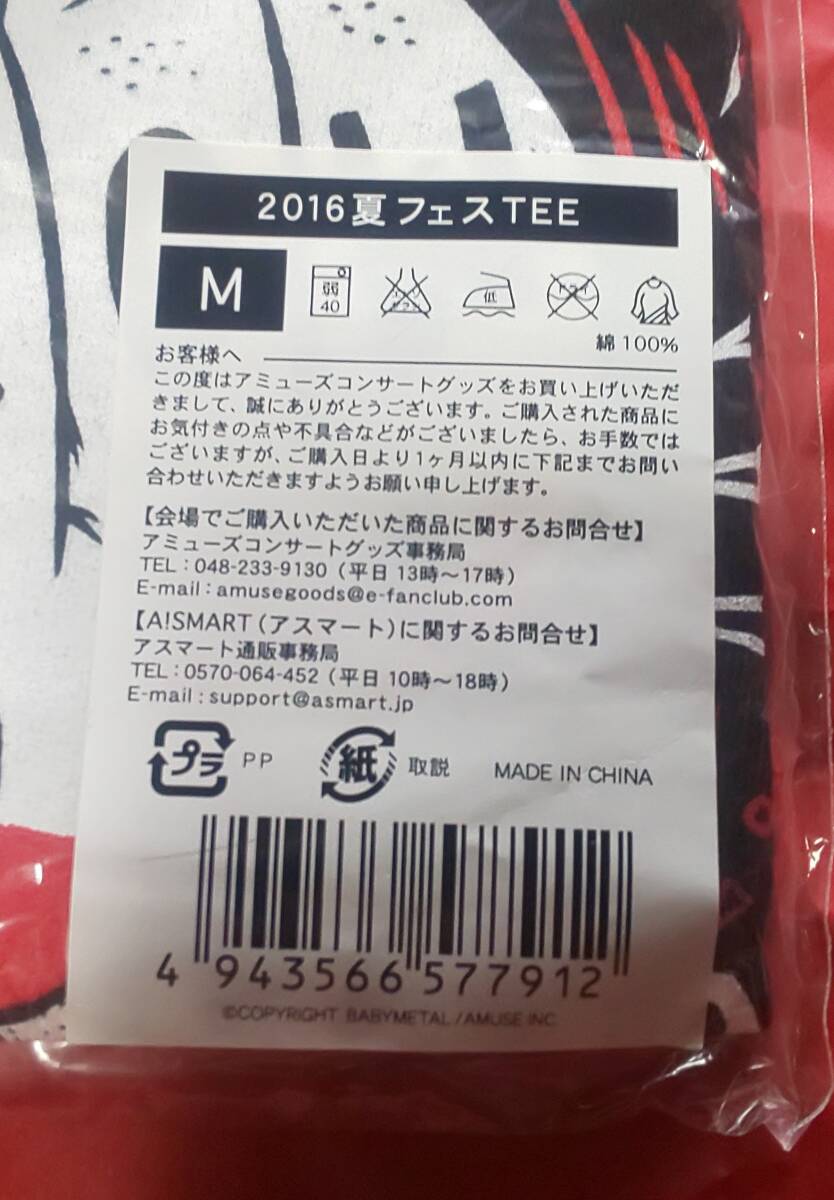 2016夏フェスTEE
M
弱
40
エンソ
サラシ
低
ドライ
綿 100%
お客様へ
この度はアミューズコンサートグッズをお買い上げいただ
きまして、誠にありがとうございます。ご購入された商品に
お気付きの点や不具合などがございましたら、お手数では
ございますが、ご購入日より1ヶ月以内に下記までお問い
合わせいただきますようお願い申し上げます。
【会場でご購入いただいた商品に関するお問合せ】
アミューズコンサートグッズ事務局
TEL：048-233-9130（平日 13時～17時）
E-mail：amusegoods@e-fanclub.com
【A!SMART（アスマート）に関するお問合せ】
アスマート通販事務局
TEL：0570-064-452（平日 10時～18時）
E-mail：support@asmart.jp
プラ PP 紙 取説 MADE IN CHINA
4 943566 577912
©COPYRIGHT BABYMETAL /AMUSE INC.